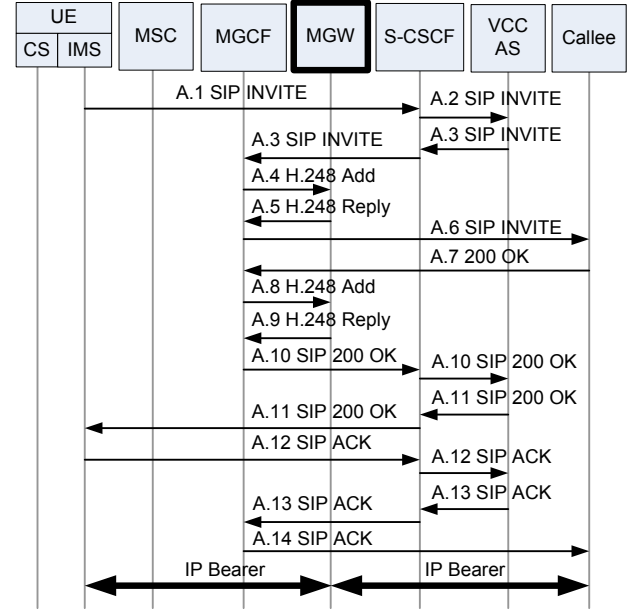 UE
CS IMS
MSC
MGCF
MGW
S-CSCF
VCC
AS
Callee
A.1 SIP INVITE
A.2 SIP INVITE
A.3 SIP INVITE
A.3 SIP INVITE
A.4 H.248 Add
A.5 H.248 Reply
A.6 SIP INVITE
A.7 200 OK
A.8 H.248 Add
A.9 H.248 Reply
A.10 SIP 200 OK
A.10 SIP 200 OK
A.11 SIP 200 OK
A.11 SIP 200 OK
A.12 SIP ACK
A.12 SIP ACK
A.13 SIP ACK
A.13 SIP ACK
A.14 SIP ACK
IP Bearer
IP Bearer